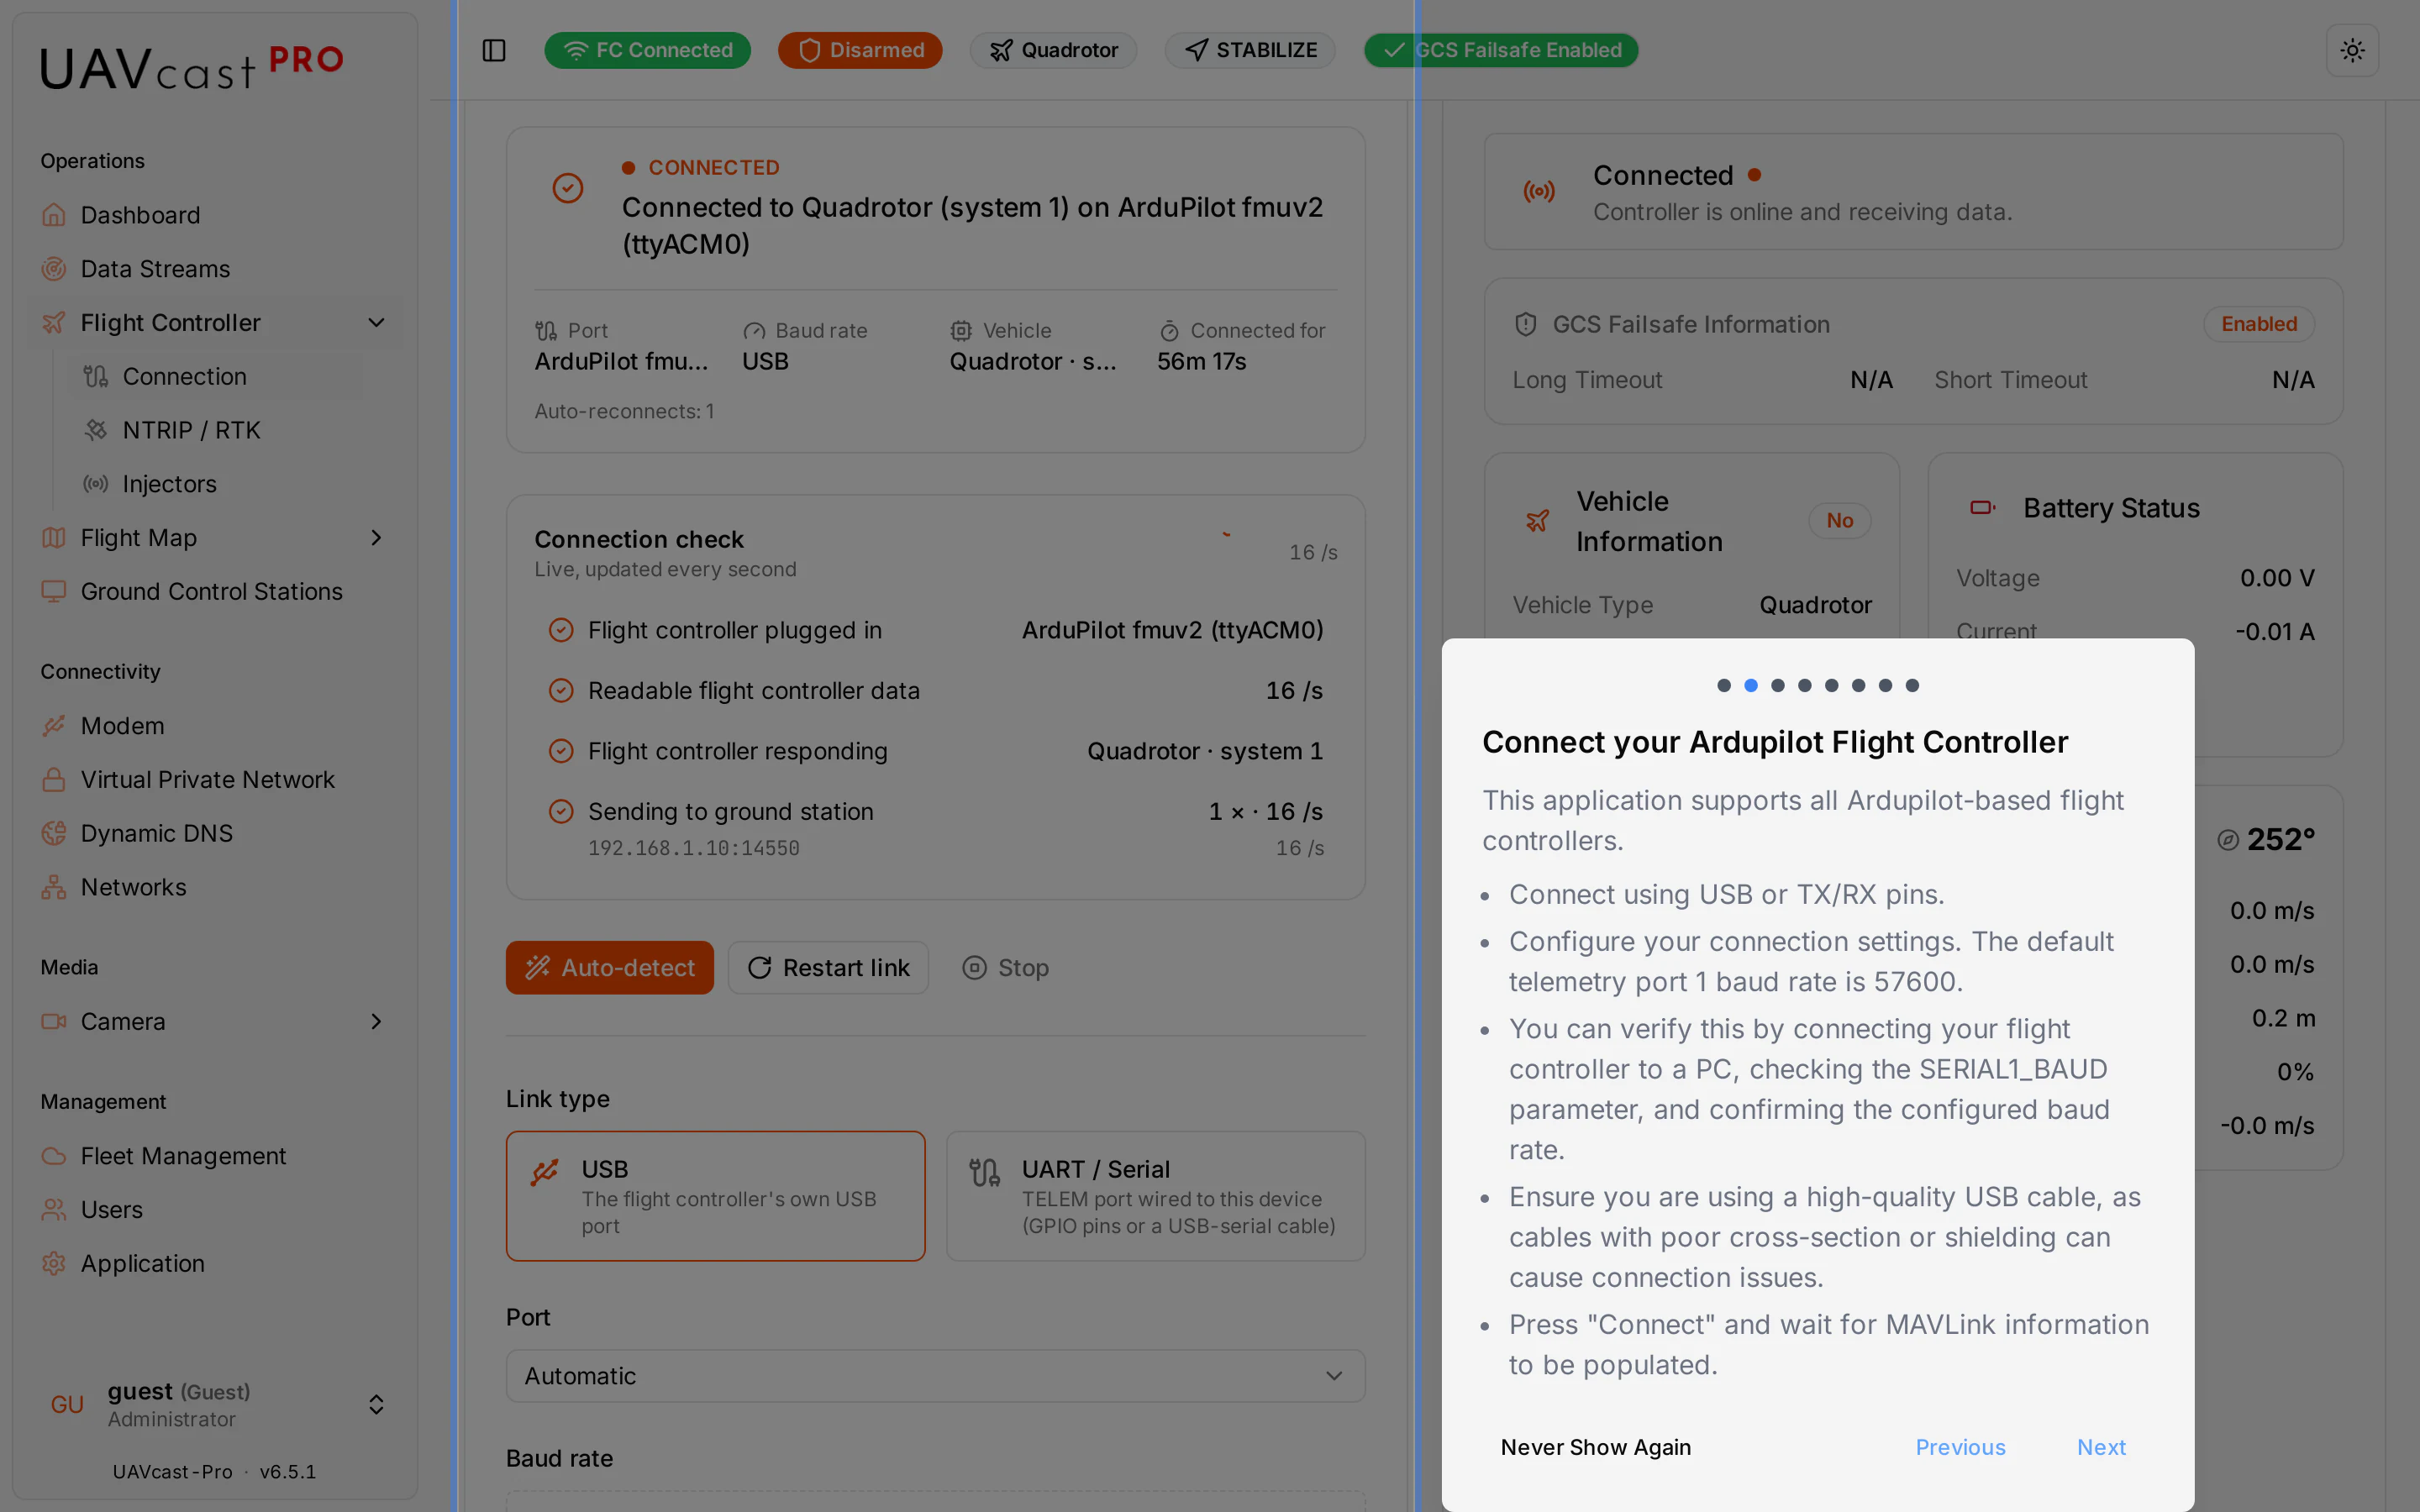 UAVcast PRO
Operations
Dashboard
Data Streams
Flight Controller
Connection
NTRIP / RTK
Injectors
Flight Map
Ground Control Stations
Connectivity
Modem
Virtual Private Network
Dynamic DNS
Networks
Media
Camera
Management
Fleet Management
Users
Application
GU
guest (Guest)
Administrator
UAVcast-Pro · v6.5.1
FC Connected
Disarmed
Quadrotor
STABILIZE
GCS Failsafe Enabled
CONNECTED
Connected to Quadrotor (system 1) on ArduPilot fmuv2
(ttyACM0)
Port
ArduPilot fmu...
Baud rate
USB
Vehicle
Quadrotor · s...
Connected for
56m 17s
Auto-reconnects: 1
Connection check
Live, updated every second
16 /s
Flight controller plugged in
ArduPilot fmuv2 (ttyACM0)
Readable flight controller data
16 /s
Flight controller responding
Quadrotor · system 1
Sending to ground station
1 × · 16 /s
192.168.1.10:14550
16 /s
Auto-detect
Restart link
Stop
Link type
USB
The flight controller's own USB
port
UART / Serial
TELEM port wired to this device
(GPIO pins or a USB-serial cable)
Port
Automatic
Baud rate
Connected
Controller is online and receiving data.
GCS Failsafe Information
Enabled
Long Timeout
N/A
Short Timeout
N/A
Vehicle
Information
No
Vehicle Type
Quadrotor
Battery Status
Voltage
0.00 V
Current
-0.01 A
252°
0.0 m/s
0.0 m/s
0.2 m
0%
-0.0 m/s
Connect your Ardupilot Flight Controller
This application supports all Ardupilot-based flight
controllers.
• Connect using USB or TX/RX pins.
• Configure your connection settings. The default
telemetry port 1 baud rate is 57600.
• You can verify this by connecting your flight
controller to a PC, checking the SERIAL1_BAUD
parameter, and confirming the configured baud
rate.
• Ensure you are using a high-quality USB cable, as
cables with poor cross-section or shielding can
cause connection issues.
• Press "Connect" and wait for MAVLink information
to be populated.
Never Show Again
Previous
Next